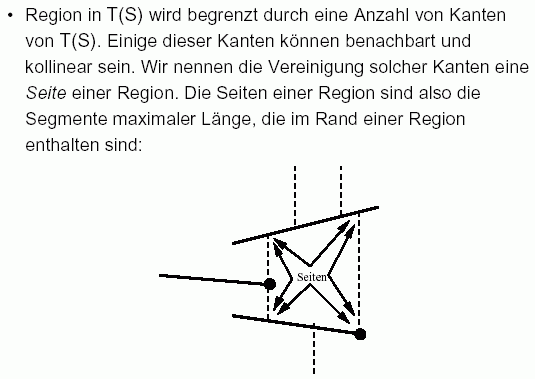 • Region in T(S) wird begrenzt durch eine Anzahl von Kanten
von T(S). Einige dieser Kanten können benachbart und
kollinear sein. Wir nennen die Vereinigung solcher Kanten eine
Seite einer Region. Die Seiten einer Region sind also die
Segmente maximaler Länge, die im Rand einer Region
enthalten sind:
Seiten